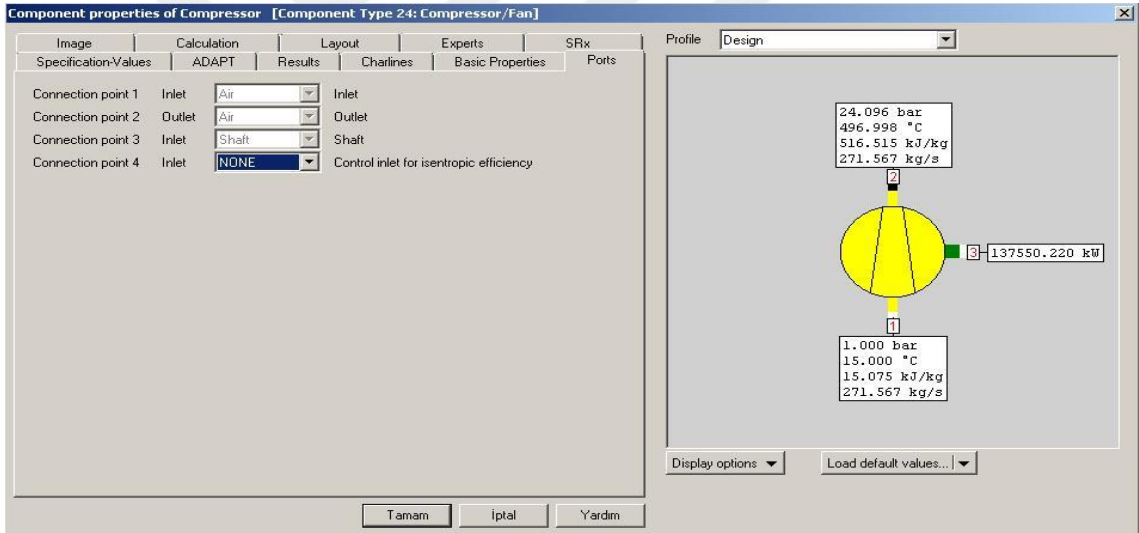 Component properties of Compressor [Component Type 24: Compressor/Fan]
Image Calculation Layout Experts SRx
Specification-Values ADAPT Results Charlines Basic Properties Ports
Connection point 1 Inlet Air Inlet
Connection point 2 Outlet Air Outlet
Connection point 3 Inlet Shaft Shaft
Connection point 4 Inlet NONE Control inlet for isentropic efficiency
Profile Design
24.096 bar
496.998 °C
516.515 kJ/kg
271.567 kg/s
2
3 137550.220 kW
1
1.000 bar
15.000 °C
15.075 kJ/kg
271.567 kg/s
Display options Load default values...
Tamam İptal Yardım